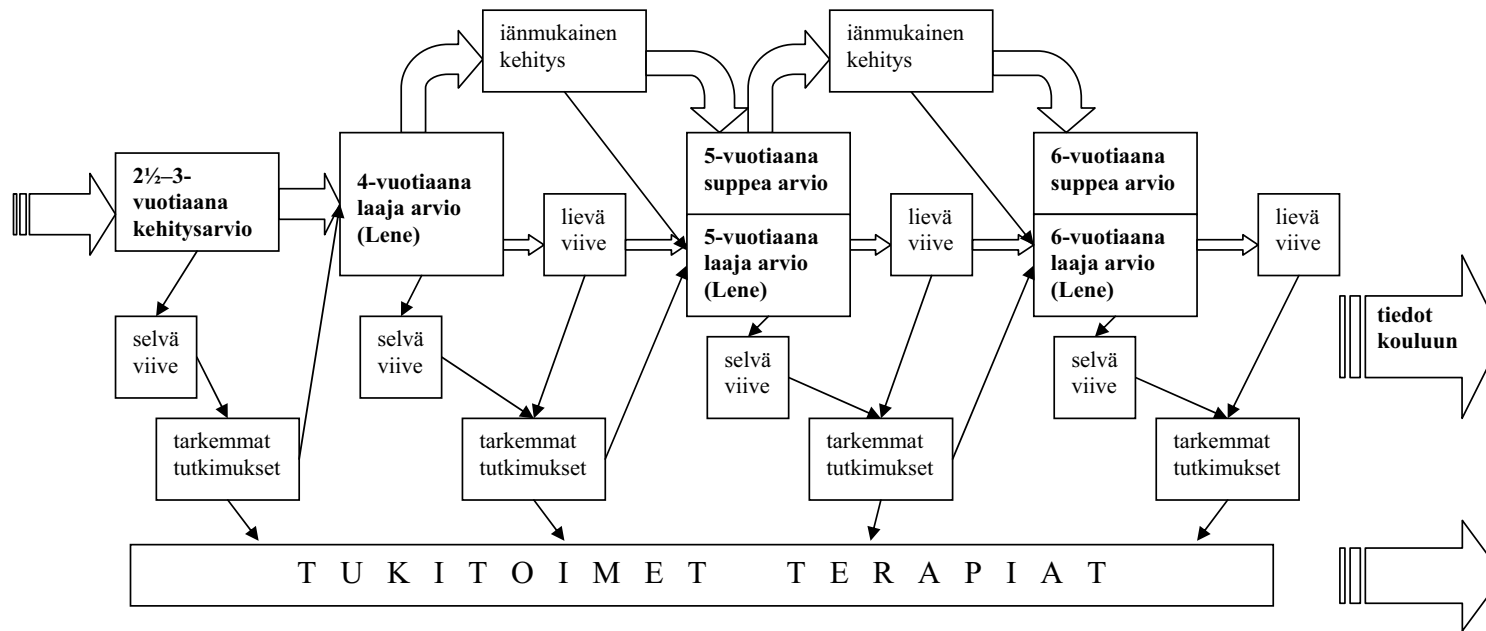 iänmukainen
kehitys
iänmukainen
kehitys
2½–3-
vuotiaana
kehitysarvio
4-vuotiaana
laaja arvio
(Lene)
5-vuotiaana
suppea arvio
6-vuotiaana
suppea arvio
lievä
viive
5-vuotiaana
laaja arvio
(Lene)
lievä
viive
6-vuotiaana
laaja arvio
(Lene)
lievä
viive
selvä
viive
selvä
viive
selvä
viive
selvä
viive
tiedot
kouluun
tarkemmat
tutkimukset
tarkemmat
tutkimukset
tarkemmat
tutkimukset
tarkemmat
tutkimukset
T U K I T O I M E T T E R A P I A T